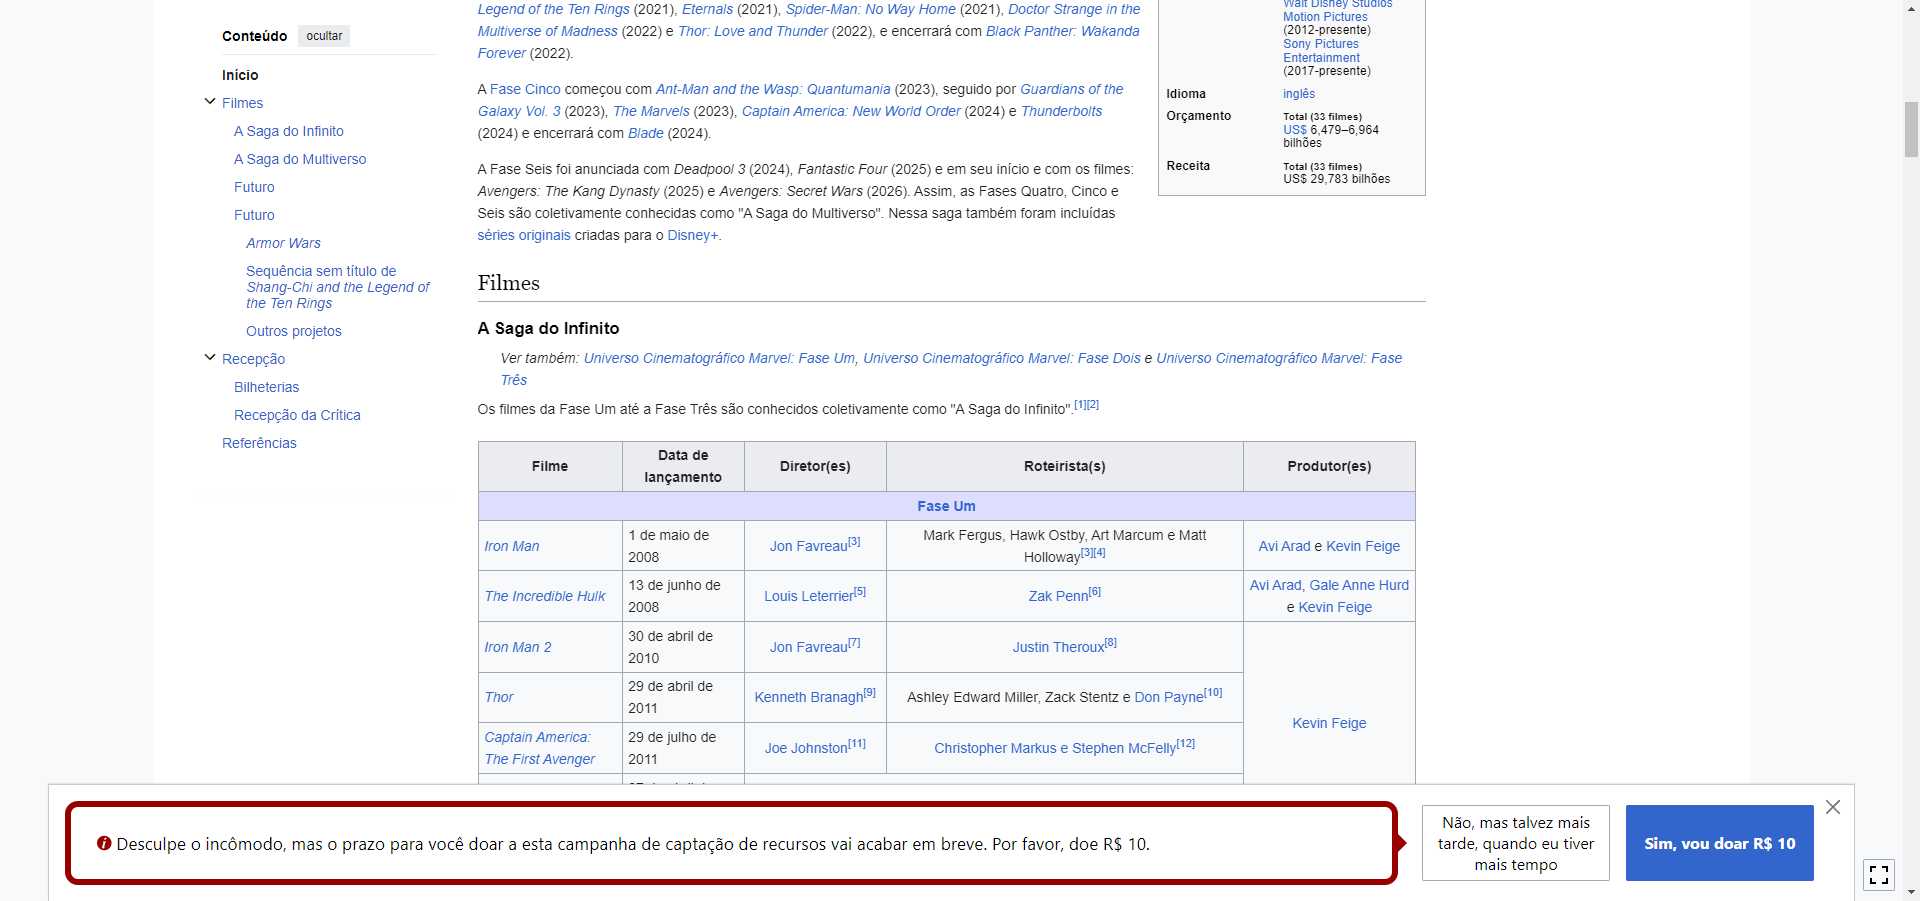 Conteúdo ocultar
Início
Filmes
A Saga do Infinito
A Saga do Multiverso
Futuro
Futuro
Armor Wars
Sequência sem título de
Shang-Chi and the Legend of
the Ten Rings
Outros projetos
Recepção
Bilheterias
Recepção da Crítica
Referências
Legend of the Ten Rings (2021), Eternals (2021), Spider-Man: No Way Home (2021), Doctor Strange in the
Multiverse of Madness (2022) e Thor: Love and Thunder (2022), e encerrará com Black Panther: Wakanda
Forever (2022).
A Fase Cinco começou com Ant-Man and the Wasp: Quantumania (2023), seguido por Guardians of the
Galaxy Vol. 3 (2023), The Marvels (2023), Captain America: New World Order (2024) e Thunderbolts
(2024) e encerrará com Blade (2024).
A Fase Seis foi anunciada com Deadpool 3 (2024), Fantastic Four (2025) e em seu início e com os filmes:
Avengers: The Kang Dynasty (2025) e Avengers: Secret Wars (2026). Assim, as Fases Quatro, Cinco e
Seis são coletivamente conhecidas como "A Saga do Multiverso". Nessa saga também foram incluídas
séries originais criadas para o Disney+.
Walt Disney Studios
Motion Pictures
(2012-presente)
Sony Pictures
Entertainment
(2017-presente)
Idioma inglês
Orçamento Total (33 filmes)
US$ 6,479–6,964
bilhões
Receita Total (33 filmes)
US$ 29,783 bilhões
Filmes
A Saga do Infinito
Ver também: Universo Cinematográfico Marvel: Fase Um, Universo Cinematográfico Marvel: Fase Dois e Universo Cinematográfico Marvel: Fase
Três
Os filmes da Fase Um até a Fase Três são conhecidos coletivamente como "A Saga do Infinito".[1][2]
Filme Data de lançamento Diretor(es) Roteirista(s) Produtor(es)
Fase Um
Iron Man 1 de maio de 2008 Jon Favreau[3] Mark Fergus, Hawk Ostby, Art Marcum e Matt Holloway[3][4] Avi Arad e Kevin Feige
The Incredible Hulk 13 de junho de 2008 Louis Leterrier[5] Zak Penn[6] Avi Arad, Gale Anne Hurd e Kevin Feige
Iron Man 2 30 de abril de 2010 Jon Favreau[7] Justin Theroux[8]
Thor 29 de abril de 2011 Kenneth Branagh[9] Ashley Edward Miller, Zack Stentz e Don Payne[10]
Kevin Feige
Captain America: The First Avenger 29 de julho de 2011 Joe Johnston[11] Christopher Markus e Stephen McFelly[12]
Desculpe o incômodo, mas o prazo para você doar a esta campanha de captação de recursos vai acabar em breve. Por favor, doe R$ 10.
Não, mas talvez mais
tarde, quando eu tiver
mais tempo
Sim, vou doar R$ 10